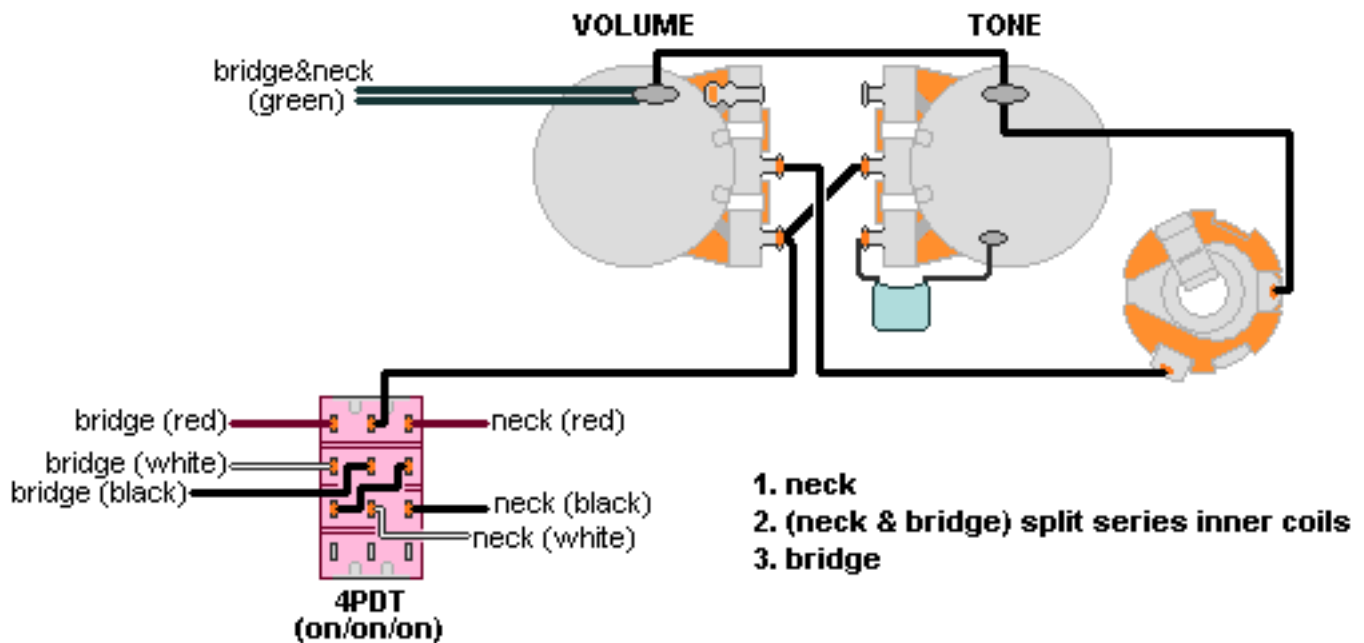 VOLUME
TONE
bridge&neck
(green)
bridge (red)
neck (red)
bridge (white)
bridge (black)
neck (black)
neck (white)
4PDT
(on/on/on)
1. neck
2. (neck & bridge) split series inner coils
3. bridge